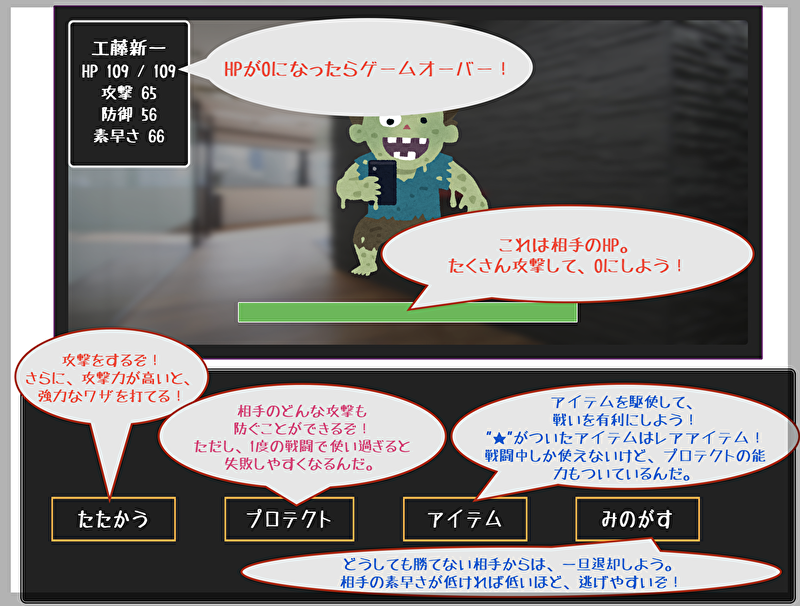 工藤新一
HP 109 / 109
攻撃 65
防御 56
素早さ 66
HPが0になったらゲームオーバー！
これは相手のHP。
たくさん攻撃して、0にしよう！
攻撃をするぞ！
さらに、攻撃力が高いと、
強力なワザを打てる！
相手のどんな攻撃も
防ぐことができるぞ！
ただし、1度の戦闘で使い過ぎると
失敗しやすくなるんだ。
アイテムを駆使して、
戦いを有利にしよう！
"★"がついたアイテムはレアアイテム！
戦闘中しか使えないけど、プロテクトの能
力もついているんだ。
たたかう
プロテクト
アイテム
みのがす
どうしても勝てない相手からは、一旦退却しよう。
相手の素早さが低ければ低いほど、逃げやすいぞ！